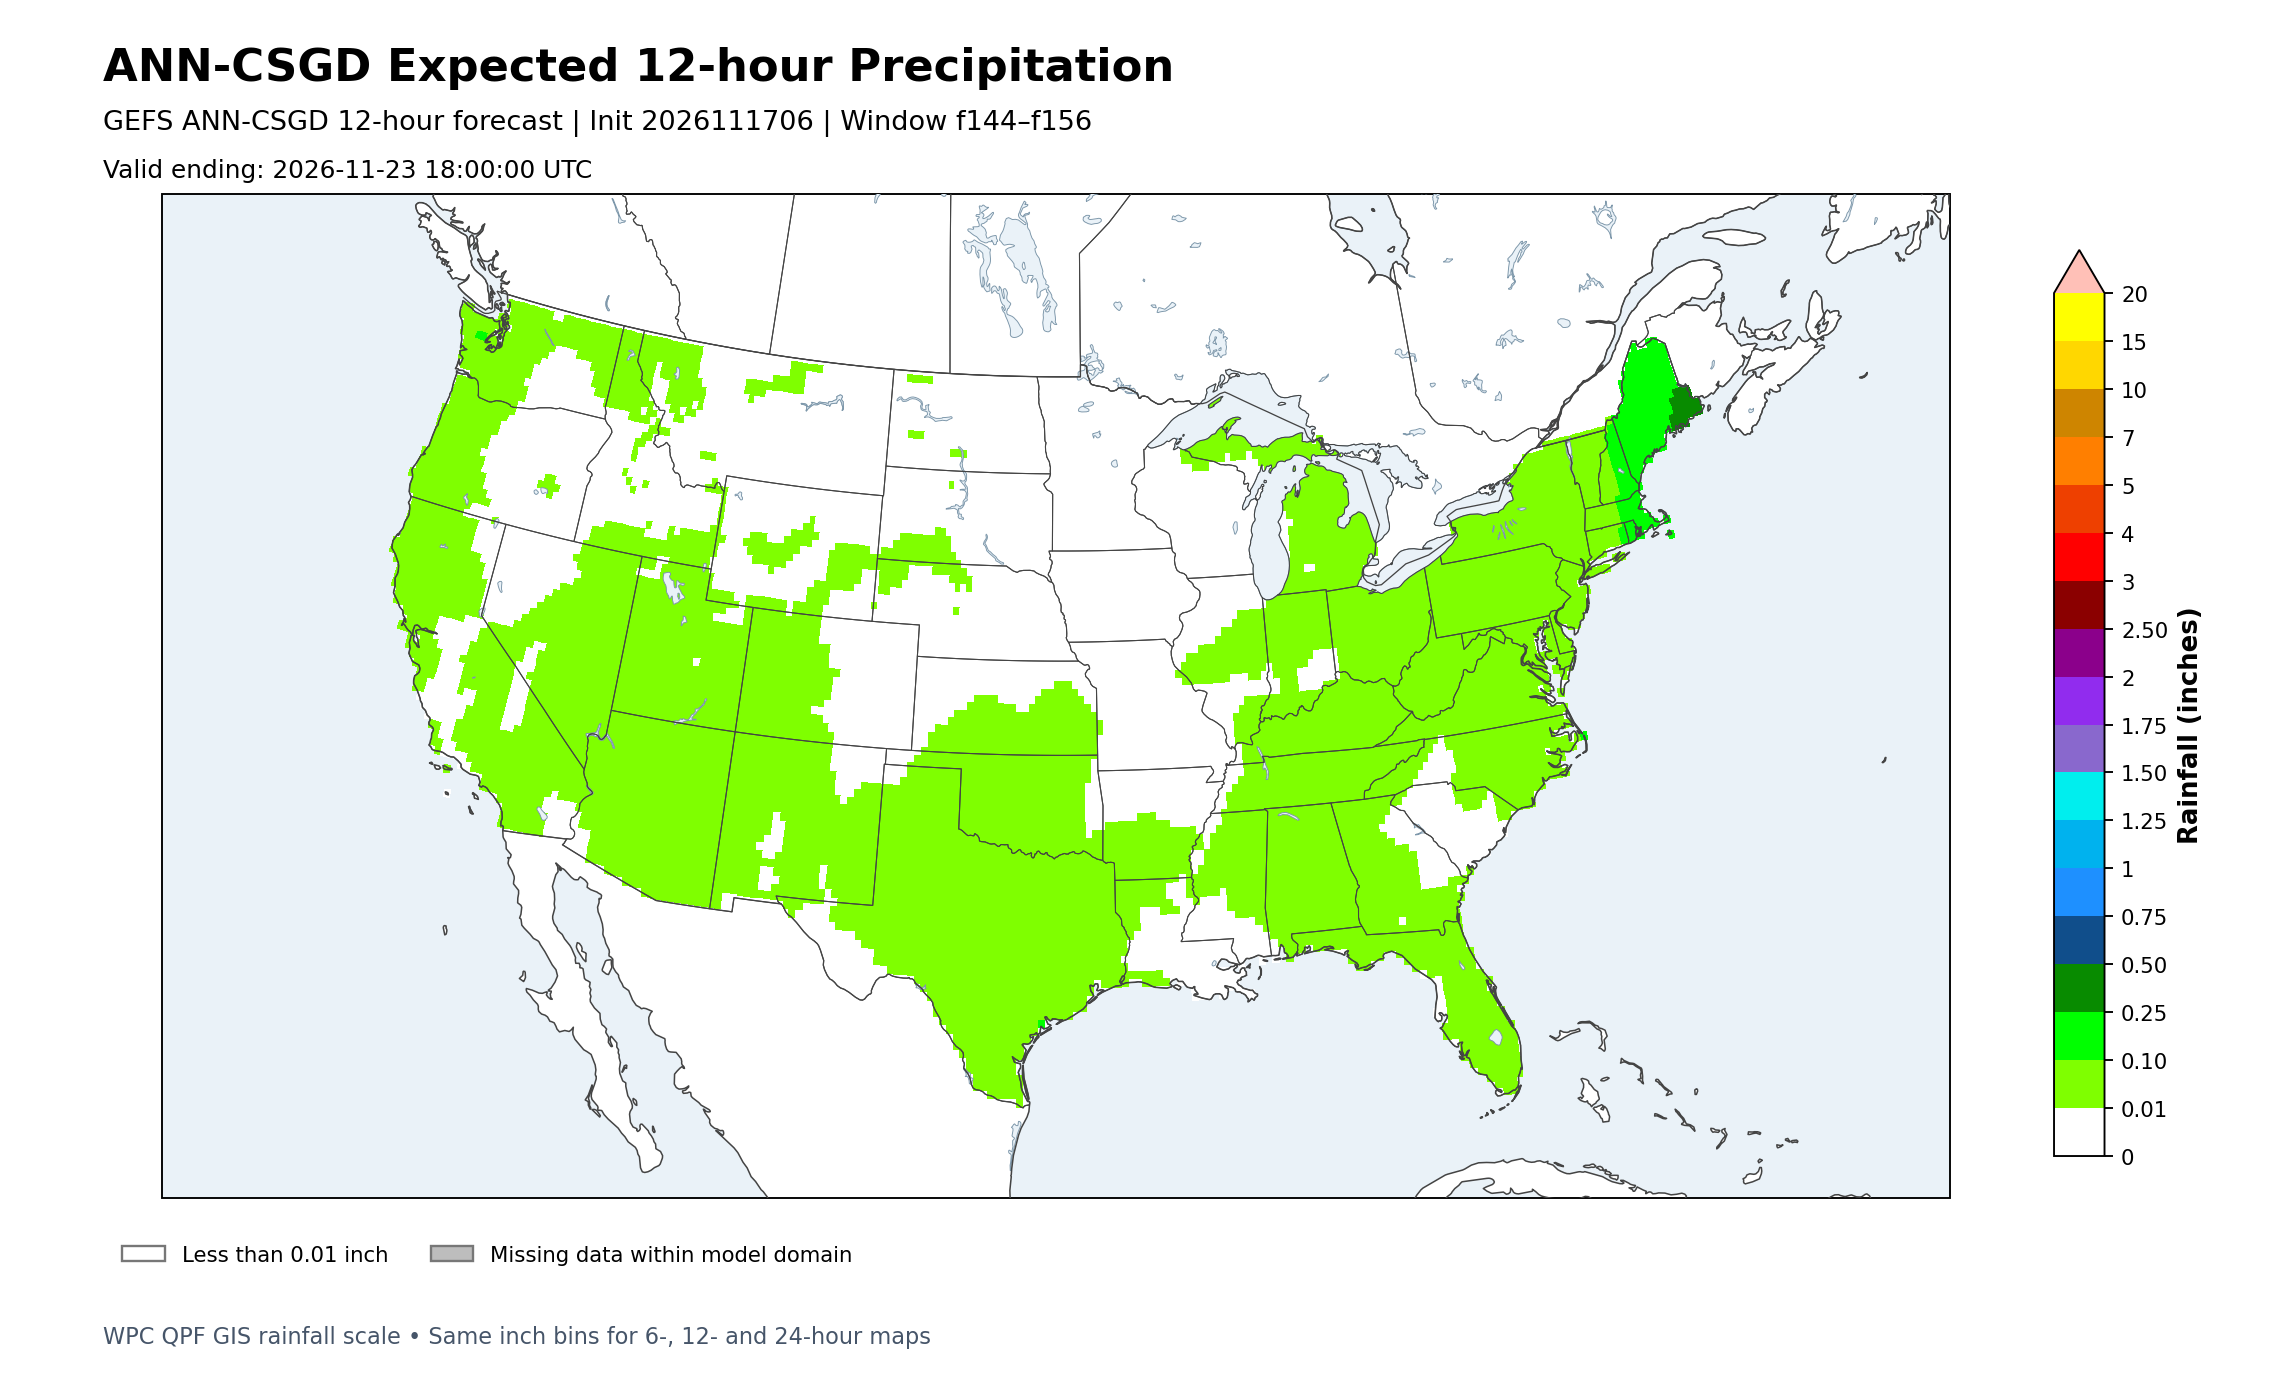 ANN-CSGD Expected 12-hour Precipitation
GEFS ANN-CSGD 12-hour forecast | Init 2026111706 | Window f144–f156
Valid ending: 2026-11-23 18:00:00 UTC
20
15
10
7
5
4
3
2.50
2
1.75
1.50
1.25
1
0.75
0.50
0.25
0.10
0.01
0
Rainfall (inches)
Less than 0.01 inch
Missing data within model domain
WPC QPF GIS rainfall scale • Same inch bins for 6-, 12- and 24-hour maps